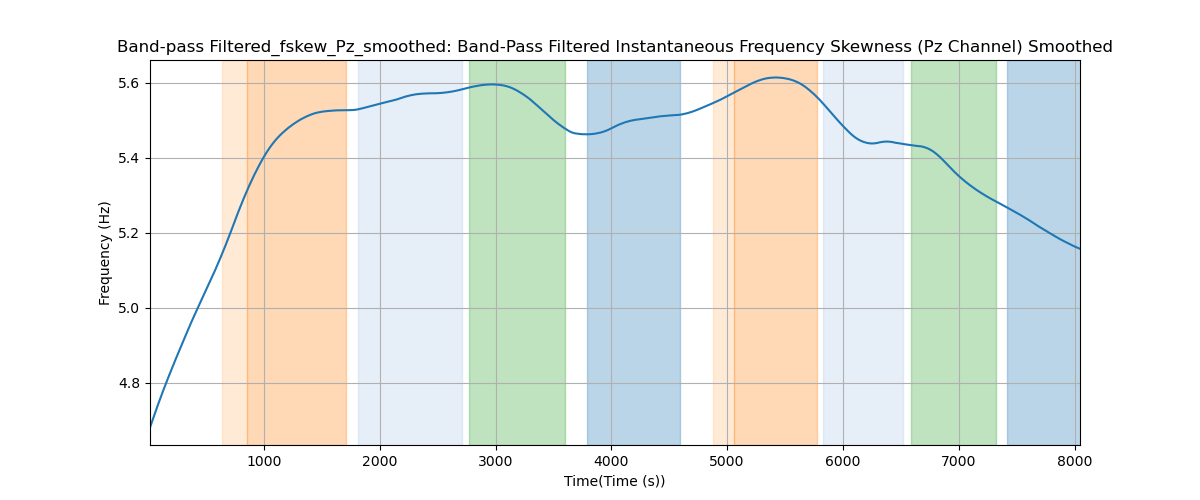 Band-pass Filtered_fskew_Pz_smoothed: Band-Pass Filtered Instantaneous Frequency Skewness (Pz Channel) Smoothed
5.6
5.4
5.2
5.0
4.8
Frequency (Hz)
1000 2000 3000 4000 5000 6000 7000 8000
Time(Time (s))